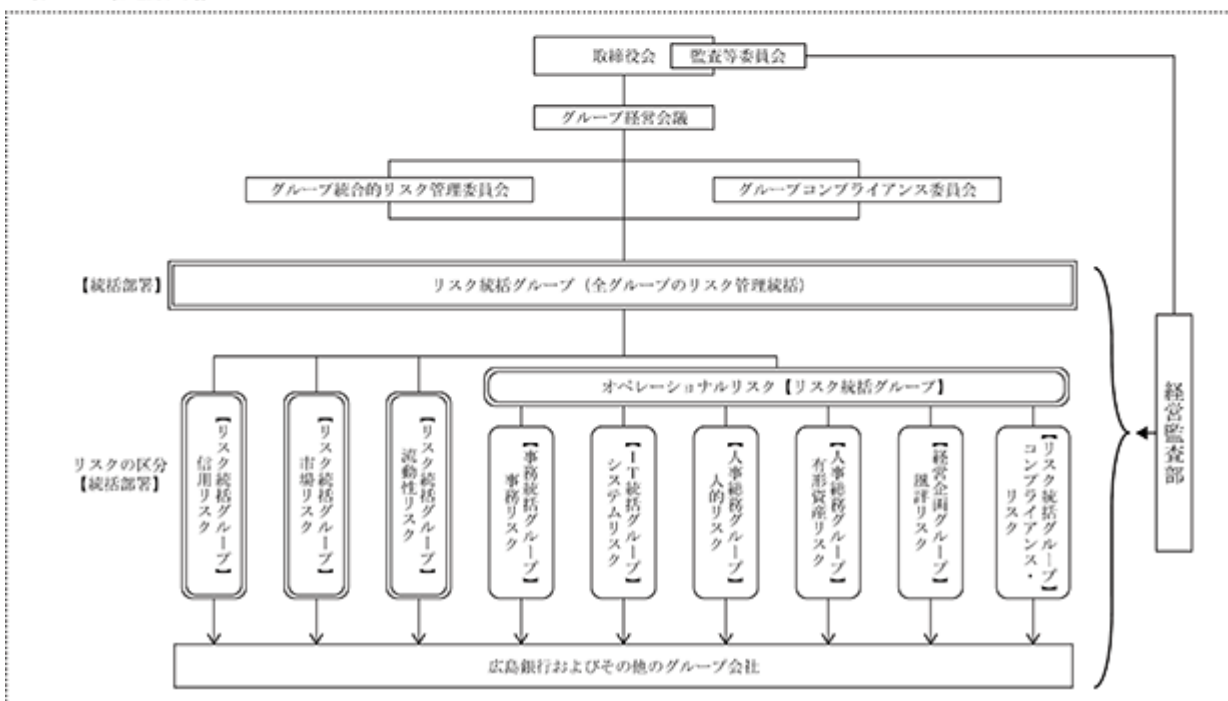 取締役会
監査等委員会
グループ経営会議
グループ統合的リスク管理委員会
グループコンプライアンス委員会
【統括部署】
リスク統括グループ（全グループのリスク管理統括）
経営監査部
オペレーショナルリスク【リスク統括グループ】
リスクの区分
【統括部署】
信用リスク
【リスク統括グループ】
市場リスク
【リスク統括グループ】
流動性リスク
【リスク統括グループ】
事務リスク
【事務統括グループ】
システムリスク
【IT統括グループ】
人的リスク
【人事総務グループ】
有形資産リスク
【人事総務グループ】
風評リスク
【経営企画グループ】
コンプライアンス・
リスク
【リスク統括グループ】
広島銀行およびその他のグループ会社